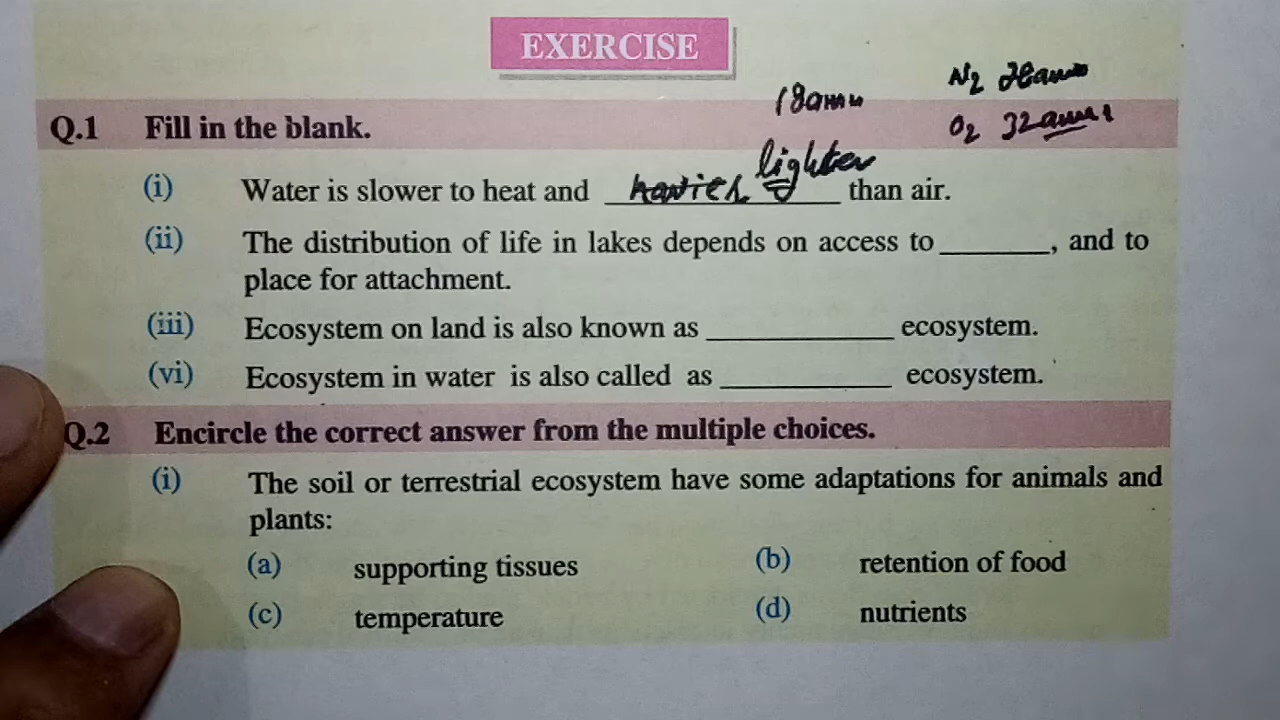 EXERCISE
18amu
N2 28amu
O2 32amu
Q.1 Fill in the blank.
lighter
(i) Water is slower to heat and ________ than air.
(ii) The distribution of life in lakes depends on access to _______, and to
place for attachment.
(iii) Ecosystem on land is also known as ____________ ecosystem.
(vi) Ecosystem in water is also called as ___________ ecosystem.
Q.2 Encircle the correct answer from the multiple choices.
(i) The soil or terrestrial ecosystem have some adaptations for animals and
plants:
(a) supporting tissues (b) retention of food
(c) temperature (d) nutrients